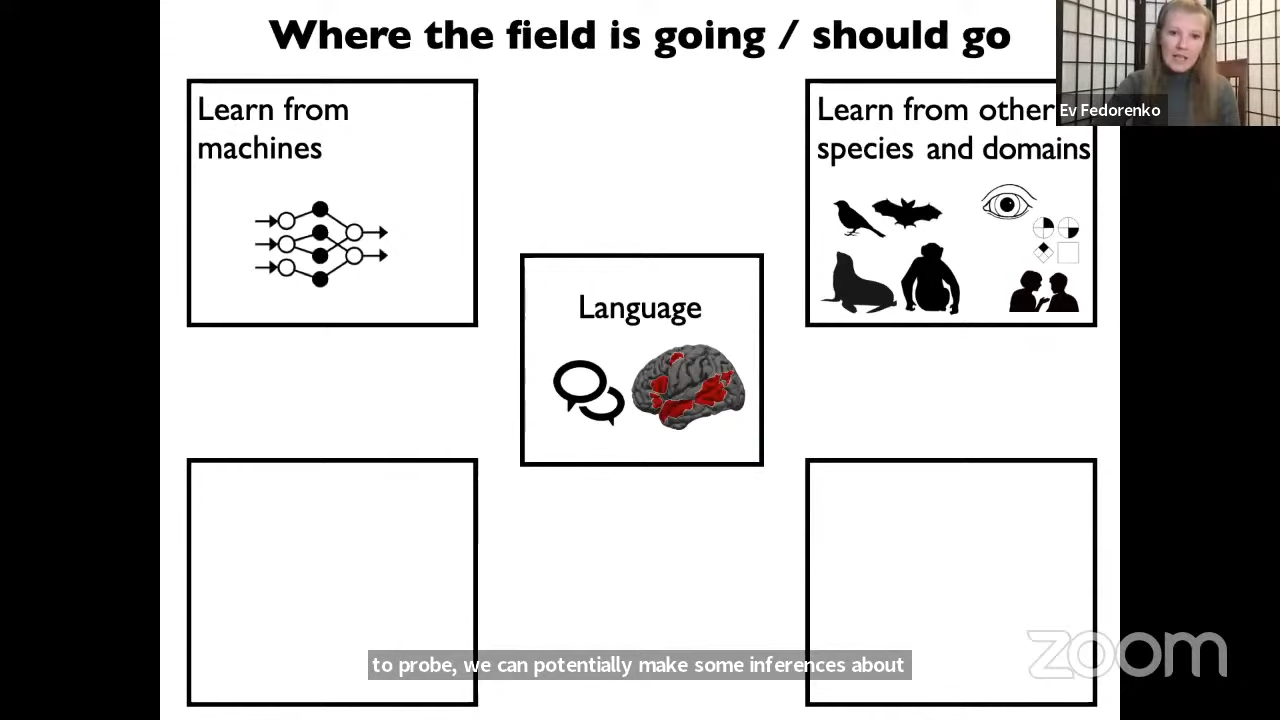 Where the field is going / should go
Learn from
machines
Learn from other
species and domains
Ev Fedorenko
Language
to probe, we can potentially make some inferences about
zoom